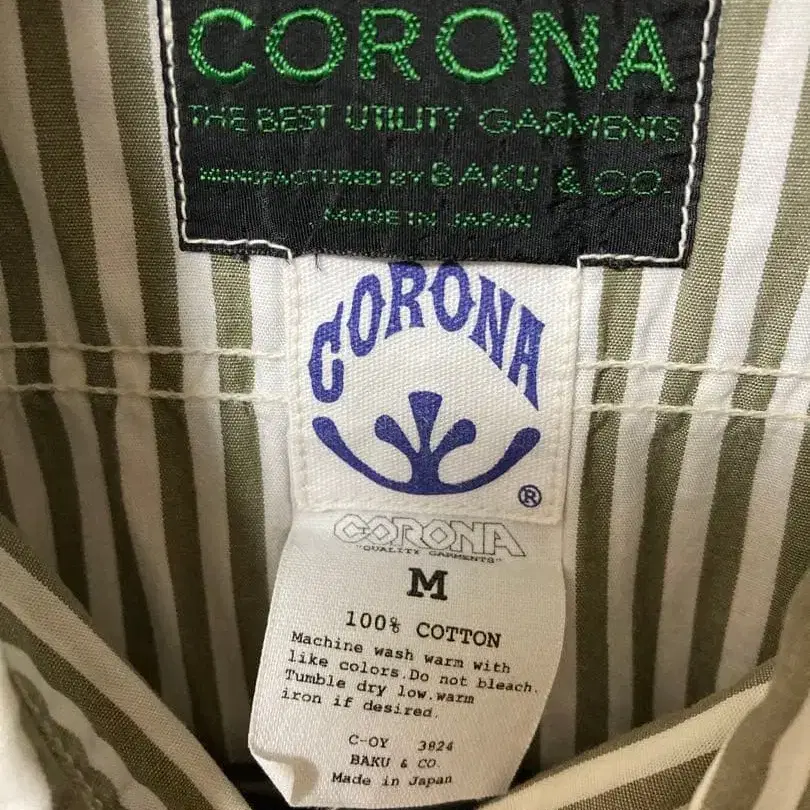 CORONA
THE BEST UTILITY GARMENTS
MUNUFACTURED BY BAKU & CO.
MADE IN JAPAN
CORONA
®
CORONA
"QUALITY GARMENTS"
M
100% COTTON
Machine wash warm with
like colors.Do not bleach.
Tumble dry low.warm
iron if desired.
C-OY 3824
BAKU & CO.
Made in Japan